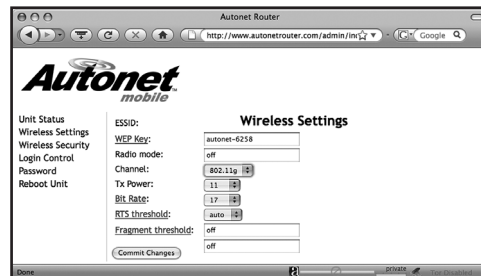 Autonet Router
http://www.autonetrouter.com/admin/in
Google
Autonet
mobile
Unit Status
Wireless Settings
Wireless Security
Login Control
Password
Reboot Unit
Wireless Settings
ESSID:
WEP Key:
autonet-6258
Radio mode:
off
Channel:
802.11g
Tx Power:
11
Bit Rate:
17
RTS threshold:
auto
Fragment threshold:
off
off
Commit Changes
Done
private
Tor Disabled